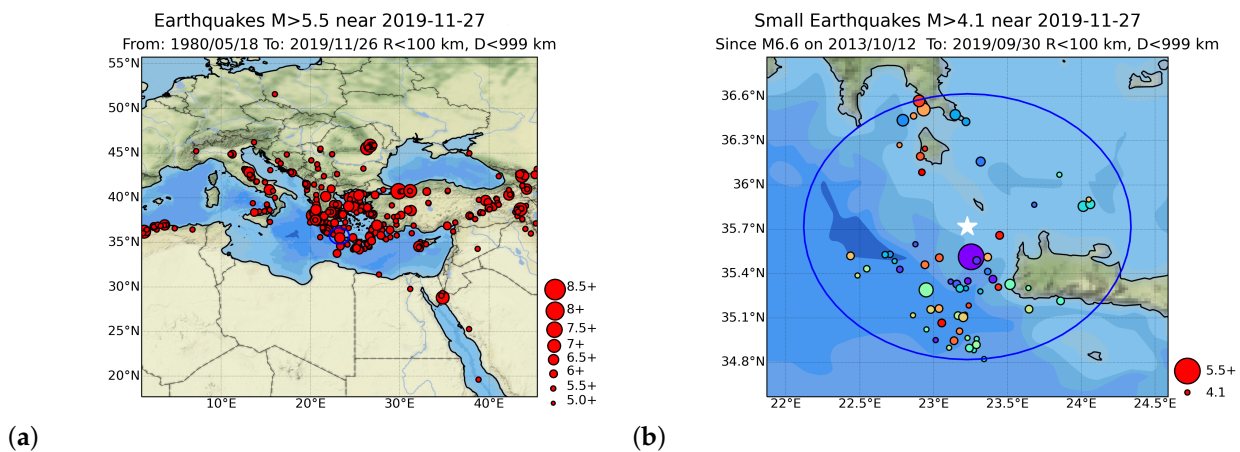 Earthquakes M>5.5 near 2019-11-27
From: 1980/05/18 To: 2019/11/26 R<100 km, D<999 km
55°N
50°N
45°N
40°N
35°N
30°N
25°N
20°N
10°E
20°E
30°E
40°E
8.5+
8+
7.5+
7+
6.5+
6+
5.5+
5.0+
(a)
Small Earthquakes M>4.1 near 2019-11-27
Since M6.6 on 2013/10/12 To: 2019/09/30 R<100 km, D<999 km
36.6°N
36.3°N
36°N
35.7°N
35.4°N
35.1°N
34.8°N
22°E
22.5°E
23°E
23.5°E
24°E
24.5°E
5.5+
4.1
(b)